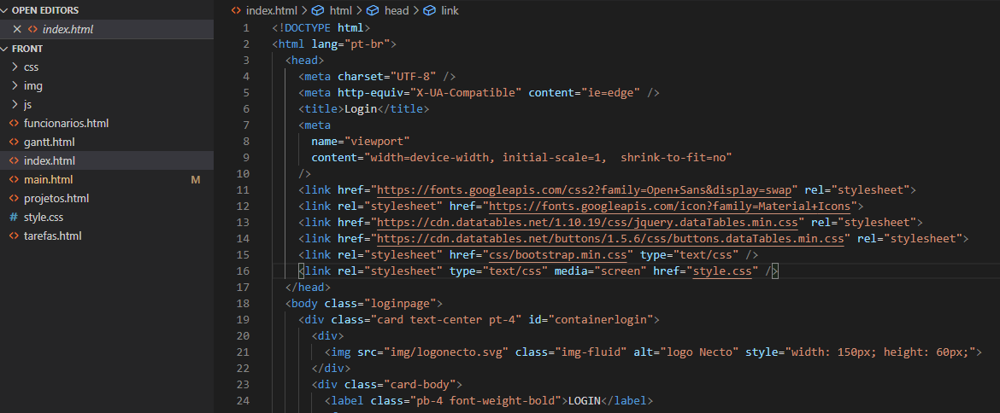 OPEN EDITORS
index.html
FRONT
css
img
js
funcionarios.html
gantt.html
index.html
main.html M
projetos.html
style.css
tarefas.html
index.html > html > head > link
1 <!DOCTYPE html>
2 <html lang="pt-br">
3 <head>
4 <meta charset="UTF-8" />
5 <meta http-equiv="X-UA-Compatible" content="ie=edge" />
6 <title>Login</title>
7 <meta
8 name="viewport"
9 content="width=device-width, initial-scale=1,  shrink-to-fit=no"
10 />
11 <link href="https://fonts.googleapis.com/css2?family=Open+Sans&display=swap" rel="stylesheet">
12 <link rel="stylesheet" href="https://fonts.googleapis.com/icon?family=Material+Icons">
13 <link href="https://cdn.datatables.net/1.10.19/css/jquery.dataTables.min.css" rel="stylesheet">
14 <link href="https://cdn.datatables.net/buttons/1.5.6/css/buttons.dataTables.min.css" rel="stylesheet">
15 <link rel="stylesheet" href="css/bootstrap.min.css" type="text/css" />
16 <link rel="stylesheet" type="text/css" media="screen" href="style.css" />
17 </head>
18 <body class="loginpage">
19 <div class="card text-center pt-4" id="containerlogin">
20 <div>
21 <img src="img/logonecto.svg" class="img-fluid" alt="logo Necto" style="width: 150px; height: 60px;">
22 </div>
23 <div class="card-body">
24 <label class="pb-4 font-weight-bold">LOGIN</label>